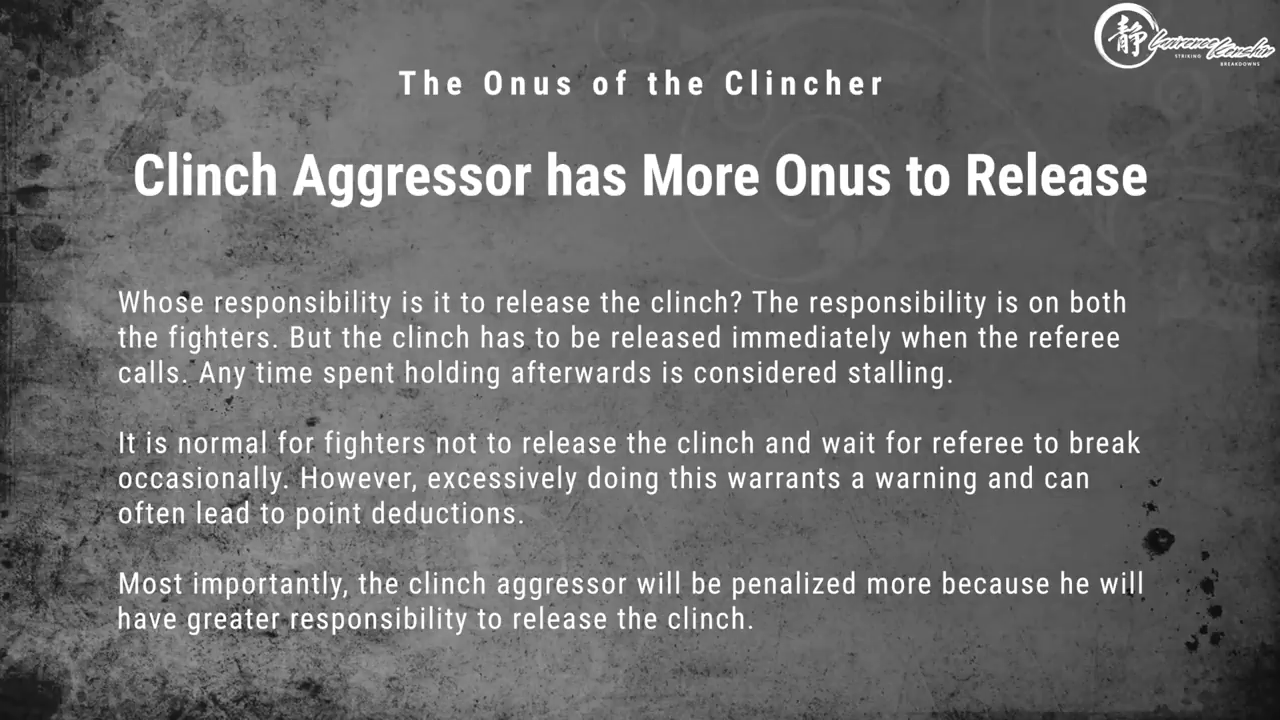 静 Lawrence Kenshin
STRIKING BREAKDOWNS
The Onus of the Clincher
Clinch Aggressor has More Onus to Release
Whose responsibility is it to release the clinch? The responsibility is on both
the fighters. But the clinch has to be released immediately when the referee
calls. Any time spent holding afterwards is considered stalling.
It is normal for fighters not to release the clinch and wait for referee to break
occasionally. However, excessively doing this warrants a warning and can
often lead to point deductions.
Most importantly, the clinch aggressor will be penalized more because he will
have greater responsibility to release the clinch.